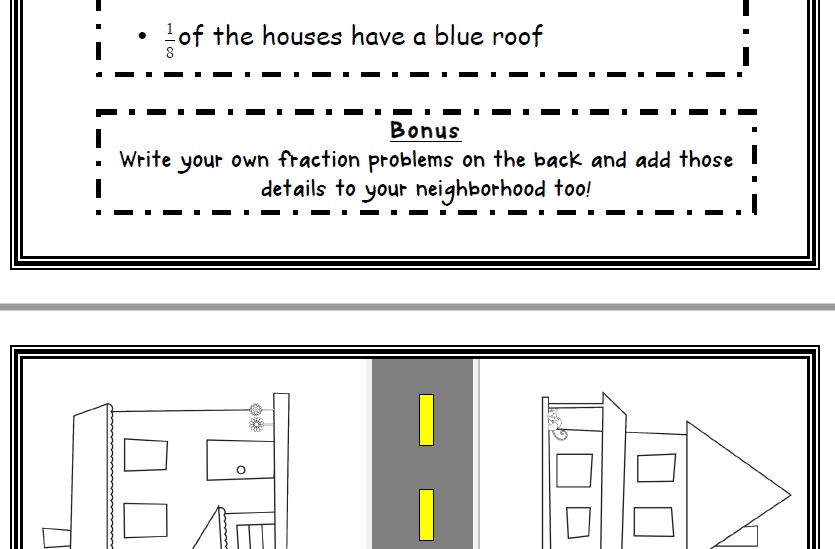 • 1/8 of the houses have a blue roof
Bonus
Write your own fraction problems on the back and add those
details to your neighborhood too!